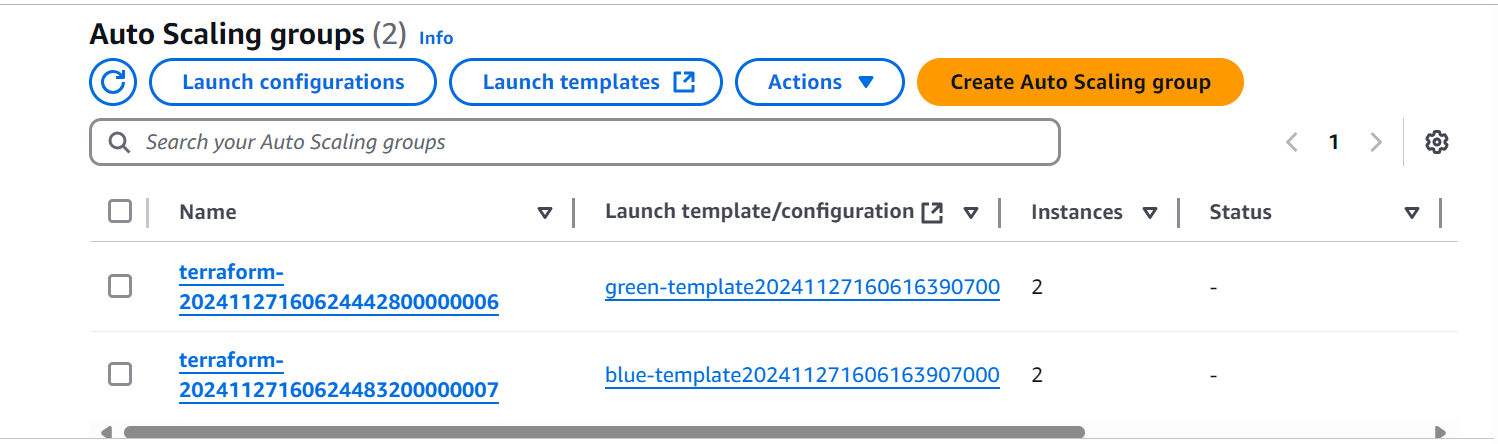 Auto Scaling groups (2) Info
Launch configurations Launch templates Actions Create Auto Scaling group
Search your Auto Scaling groups 1
Name Launch template/configuration Instances Status
terraform-
20241127160624442800000006 green-template20241127160616390700 2 -
terraform-
20241127160624483200000007 blue-template202411271606163907000 2 -